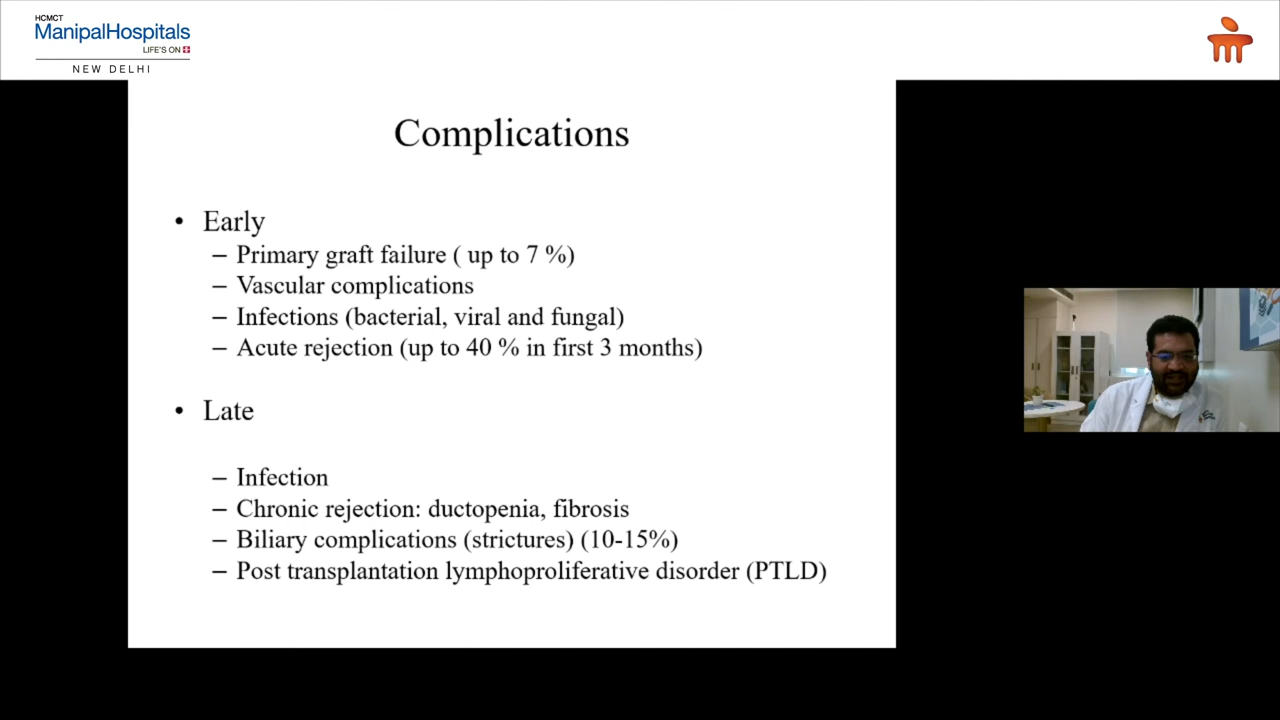 HCMCT
ManipalHospitals
LIFE'S ON
NEW DELHI
Complications
• Early
– Primary graft failure ( up to 7 %)
– Vascular complications
– Infections (bacterial, viral and fungal)
– Acute rejection (up to 40 % in first 3 months)
• Late
– Infection
– Chronic rejection: ductopenia, fibrosis
– Biliary complications (strictures) (10-15%)
– Post transplantation lymphoproliferative disorder (PTLD)